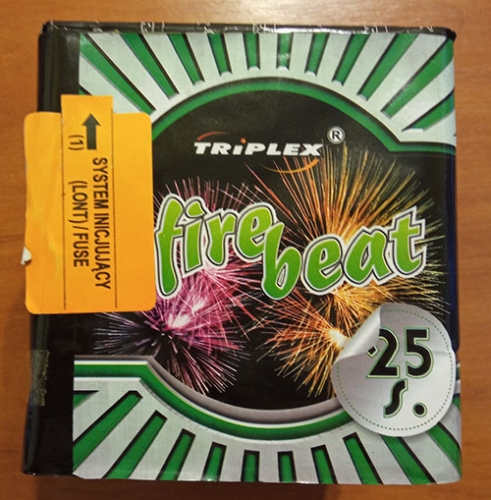 TRIPLEX ®
fire
beat
25
s.
SYSTEM INICJUJĄCY
(LONT) / FUSE
(1)